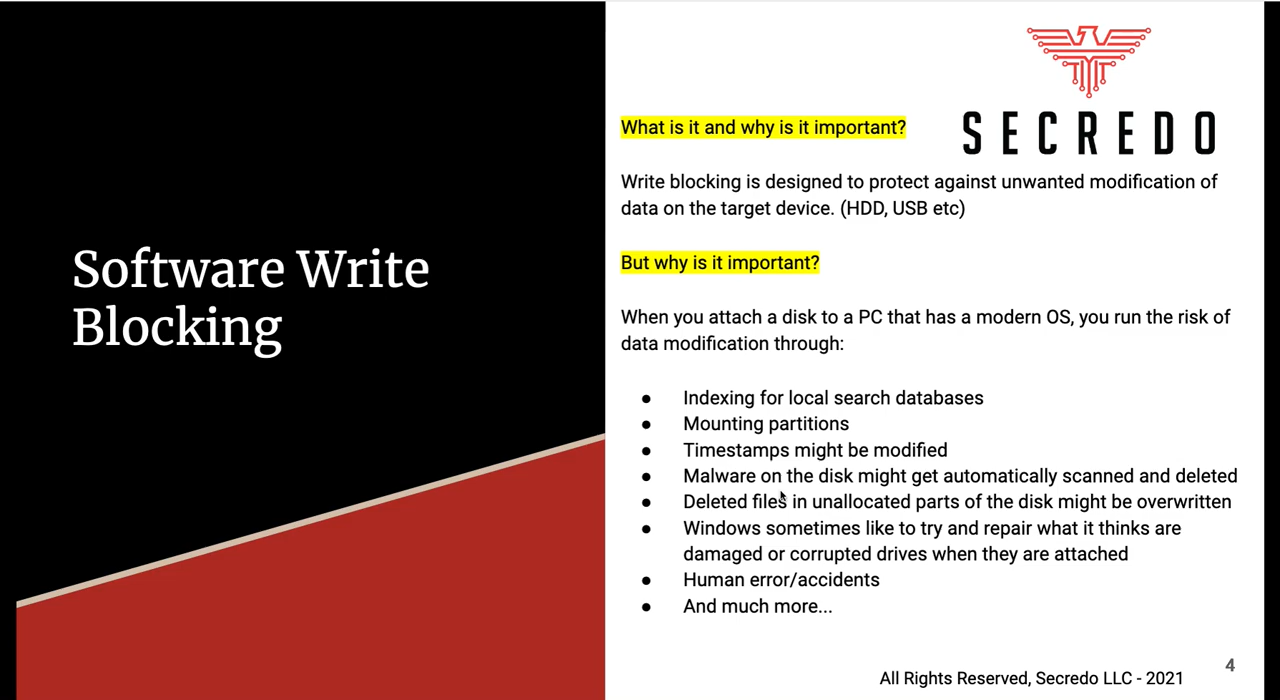 Software Write
Blocking
SECREDO
What is it and why is it important?
Write blocking is designed to protect against unwanted modification of
data on the target device. (HDD, USB etc)
But why is it important?
When you attach a disk to a PC that has a modern OS, you run the risk of
data modification through:
● Indexing for local search databases
● Mounting partitions
● Timestamps might be modified
● Malware on the disk might get automatically scanned and deleted
● Deleted files in unallocated parts of the disk might be overwritten
● Windows sometimes like to try and repair what it thinks are
damaged or corrupted drives when they are attached
● Human error/accidents
● And much more...
4
All Rights Reserved, Secredo LLC - 2021